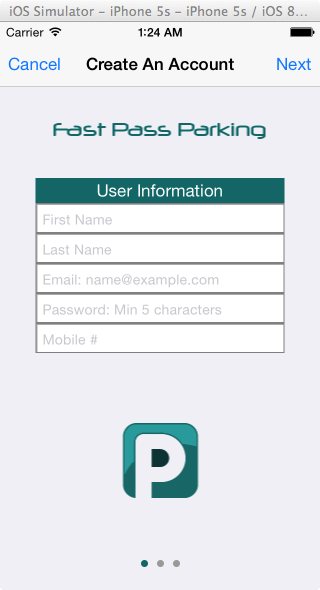 iOS Simulator – iPhone 5s – iPhone 5s / iOS 8...
Carrier 1:24 AM
Cancel Create An Account Next
Fast Pass Parking
User Information
First Name
Last Name
Email: name@example.com
Password: Min 5 characters
Mobile #
P